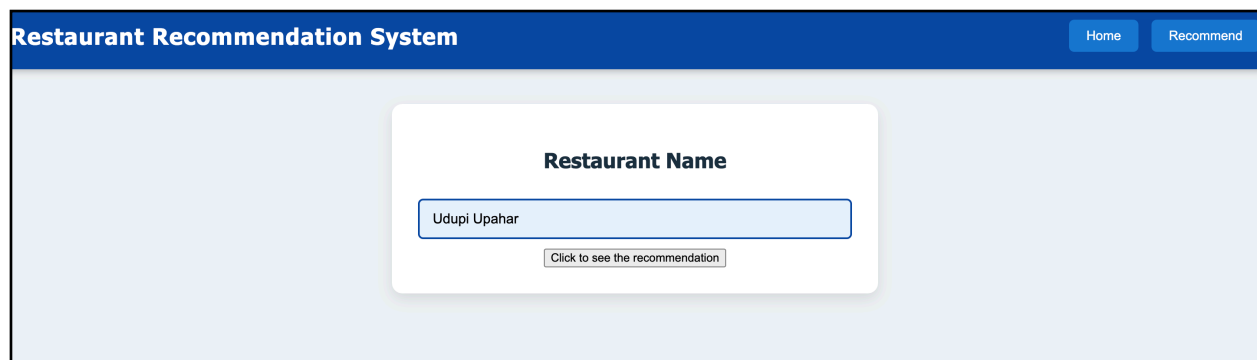 Restaurant Recommendation System
Home
Recommend
Restaurant Name
Udupi Upahar
Click to see the recommendation